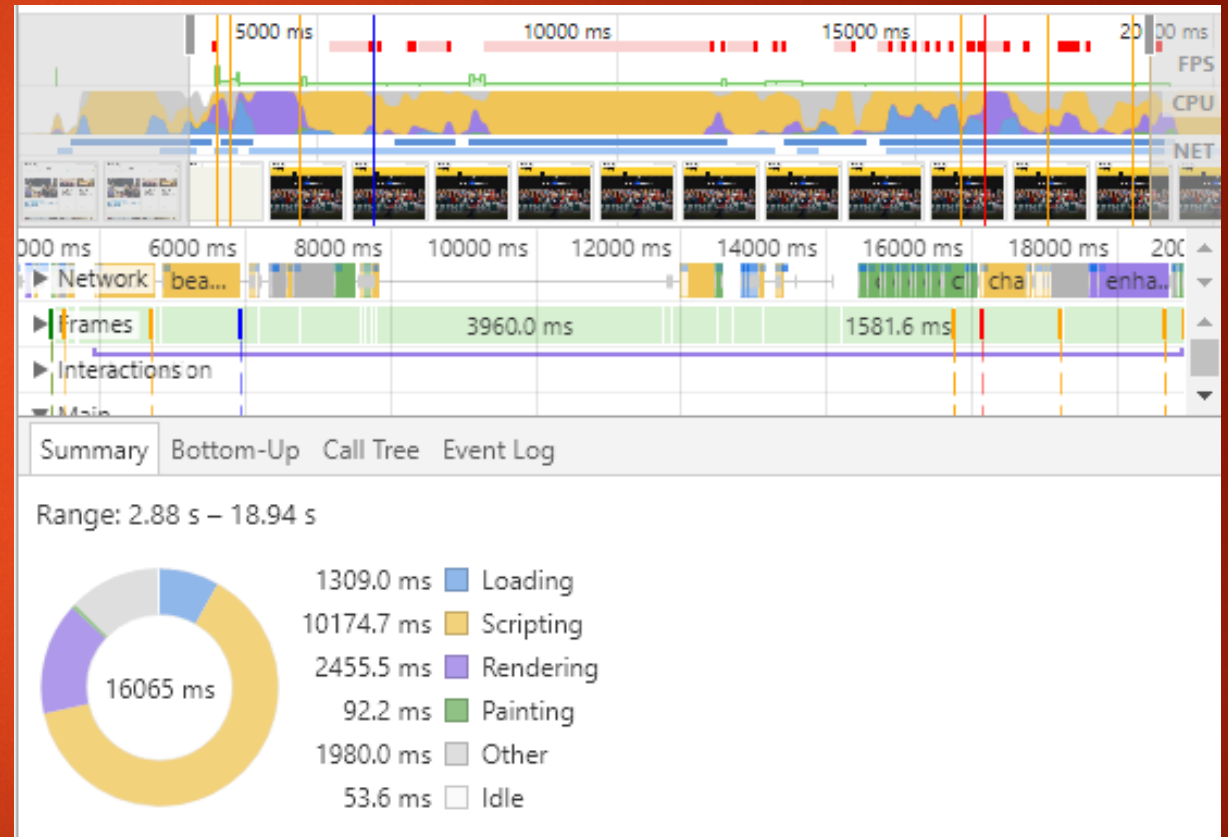 5000 ms 10000 ms 15000 ms
FPS
CPU
NET
000 ms 6000 ms 8000 ms 10000 ms 12000 ms 14000 ms 16000 ms 18000 ms 200
Network bea... c cha enha..
Frames 3960.0 ms 1581.6 ms
Interactions on
Main
Summary Bottom-Up Call Tree Event Log
Range: 2.88 s – 18.94 s
1309.0 ms Loading
10174.7 ms Scripting
2455.5 ms Rendering
16065 ms
92.2 ms Painting
1980.0 ms Other
53.6 ms Idle